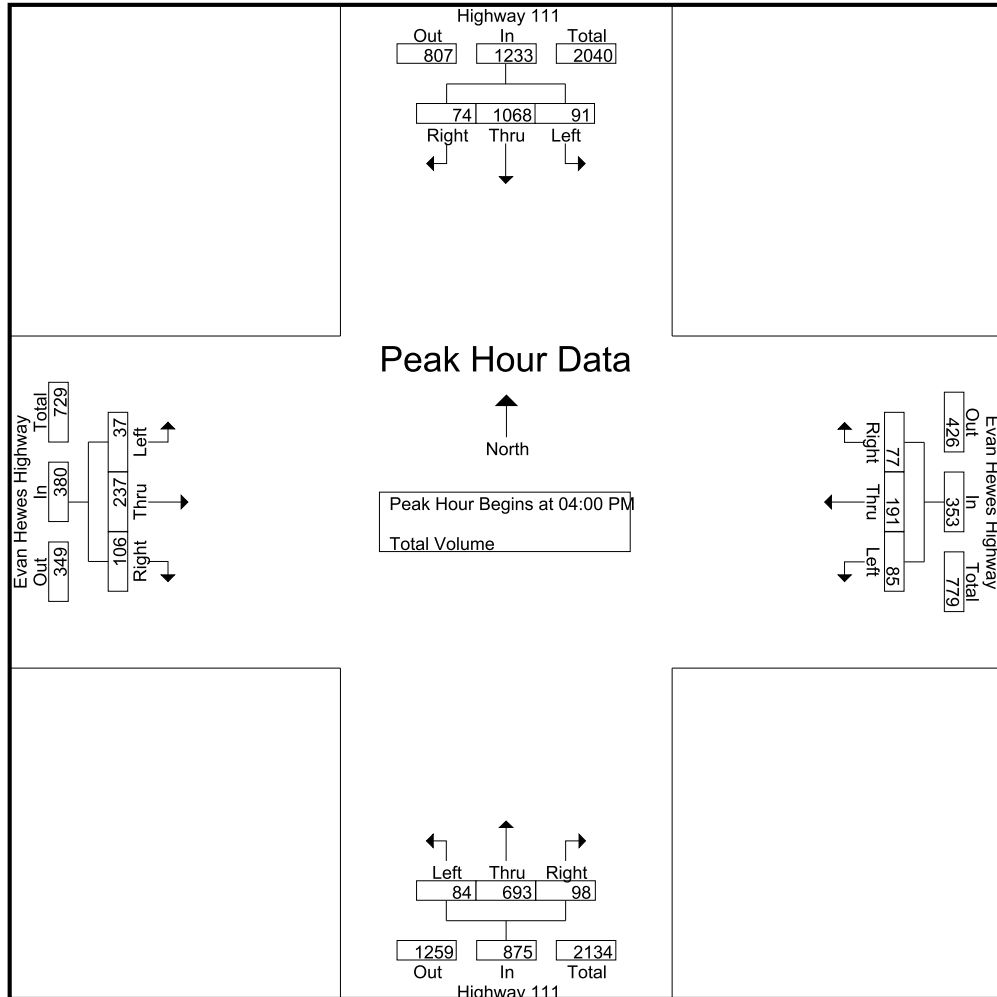 Highway 111
Out In Total
807 1233 2040
74 1068 91
Right Thru Left
Peak Hour Data
North
Peak Hour Begins at 04:00 PM
Total Volume
Evan Hewes Highway
Out In Total
349 380 729
106 237 37
Right Thru Left
Evan Hewes Highway
Out In Total
426 353 779
77 191 85
Right Thru Left
Left Thru Right
84 693 98
1259 875 2134
Out In Total
Highway 111